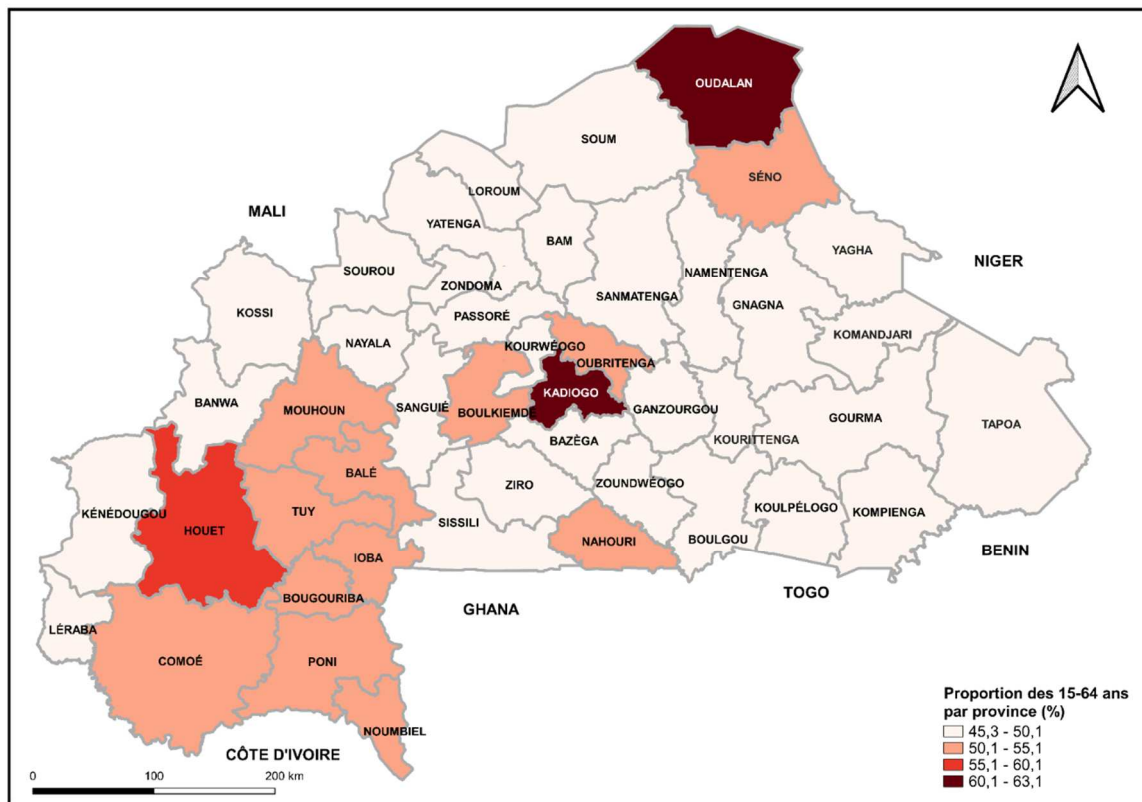 OUDALAN
SOUM
SÉNO
LOROUM
MALI
YATENGA
BAM
YAGHA
NIGER
SOUROU
NAMENTENGA
ZONDOMA
SANMATENGA
GNAGNA
KOSSI
PASSORÉ
KOMANDJARI
NAYALA
KOURWÉOGO
OUBRITENGA
BANWA
KADIOGO
MOUHOUN
SANGUIÉ
BOULKIEMDÉ
GANZOURGOU
GOURMA
TAPOA
BAZÈGA
KOURITTENGA
BALÉ
ZIRO
ZOUNDWÉOGO
KÉNÉDOUGOU
TUY
SISSILI
KOULPÉLOGO
KOMPIENGA
HOUET
NAHOURI
BOULGOU
IOBA
BENIN
BOUGOURIBA
GHANA
TOGO
LÉRABA
COMOÉ
PONI
NOUMBIEL
CÔTE D'IVOIRE
Proportion des 15-64 ans
par province (%)
45,3 - 50,1
50,1 - 55,1
55,1 - 60,1
60,1 - 63,1
0 100 200 km